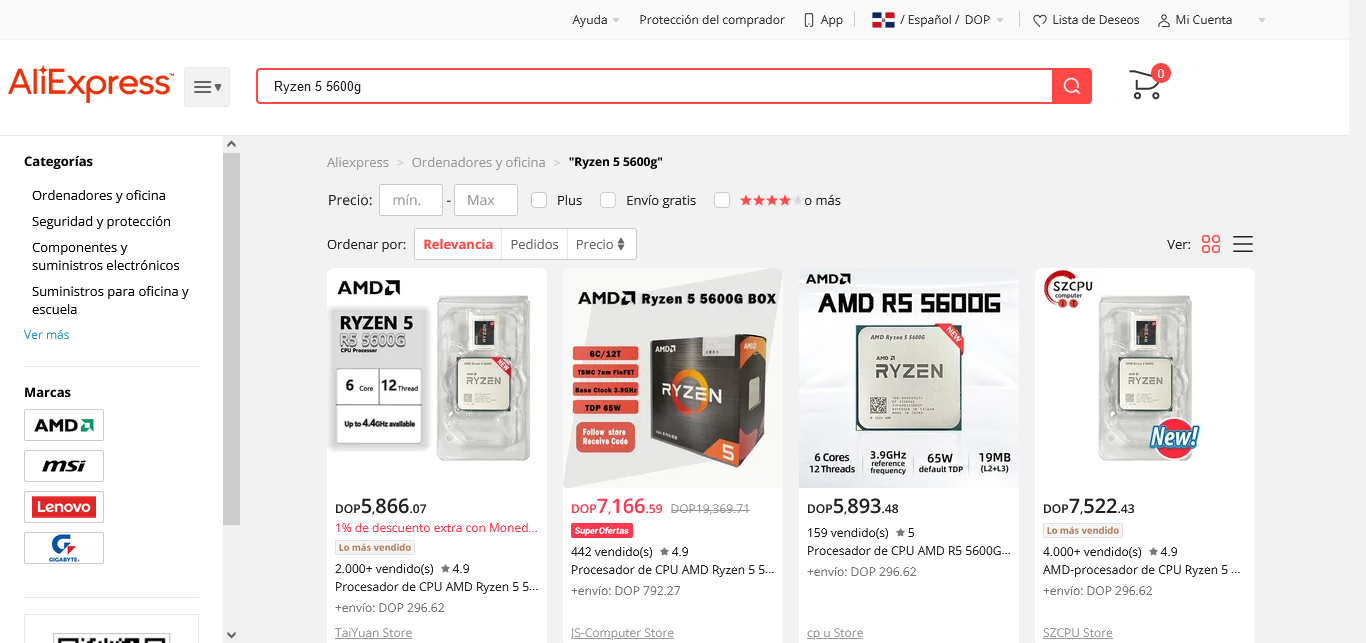 Ayuda
Protección del comprador
App
/ Español / DOP
Lista de Deseos
Mi Cuenta
AliExpress™
Ryzen 5 5600g
0
Categorías
Ordenadores y oficina
Seguridad y protección
Componentes y
suministros electrónicos
Suministros para oficina y
escuela
Ver más
Marcas
AMD
msi
Lenovo
GIGABYTE
Aliexpress > Ordenadores y oficina > "Ryzen 5 5600g"
Precio: mín. - Max Plus Envío gratis o más
Ordenar por: Relevancia Pedidos Precio
Ver:
AMD
RYZEN 5
R5 5600G
CPU Processor
6 Core 12 Thread
Up to 4.4GHz available
RYZEN
NEW
DOP5,866.07
1% de descuento extra con Moned...
Lo más vendido
2.000+ vendido(s) ★ 4.9
Procesador de CPU AMD Ryzen 5 5...
+envío: DOP 296.62
TaiYuan Store
AMD Ryzen 5 5600G BOX
6C/12T
TSMC 7nm FinFET
Base Clock 3.9GHz
TDP 65W
Follow store
Receive Code
AMD
RYZEN
5
DOP7,166.59 DOP19,369.71
SuperOfertas
442 vendido(s) ★ 4.9
Procesador de CPU AMD Ryzen 5 5...
+envío: DOP 792.27
JS-Computer Store
AMD
AMD R5 5600G
NEW
AMD Ryzen 5 5600G
AMD
RYZEN
6 Cores
12 Threads
3.9GHz
reference
frequency
65W
default TDP
19MB
(L2+L3)
DOP5,893.48
159 vendido(s) ★ 5
Procesador de CPU AMD R5 5600G...
+envío: DOP 296.62
cp u Store
SZCPU
computer
RYZEN
New!
DOP7,522.43
Lo más vendido
4.000+ vendido(s) ★ 4.9
AMD-procesador de CPU Ryzen 5 ...
+envío: DOP 296.62
SZCPU Store